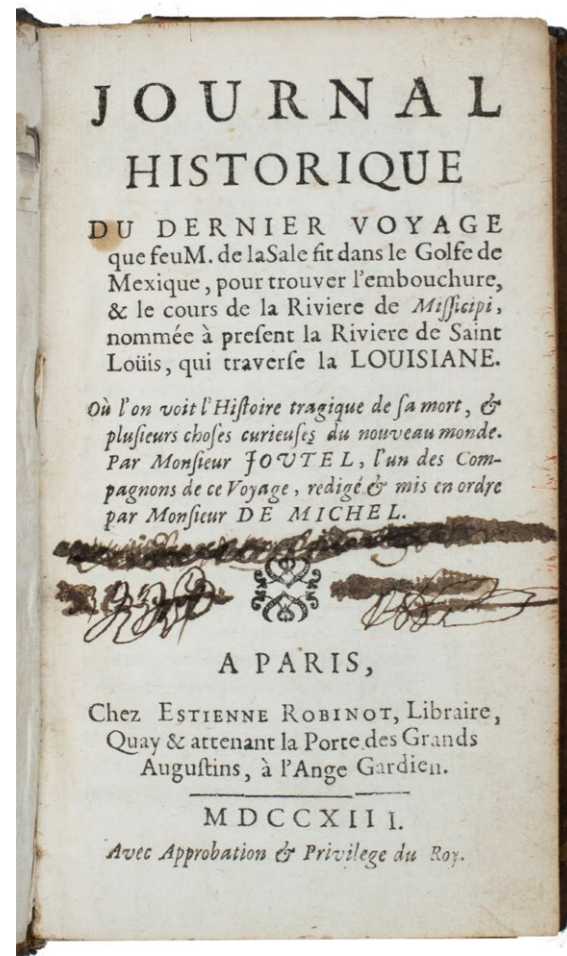 JOURNAL
HISTORIQUE
DU DERNIER VOYAGE
que feu M. de la Sale fit dans le Golfe de
Mexique, pour trouver l'embouchure,
& le cours de la Riviere de Miſſicipi,
nommée à preſent la Riviere de Saint
Loüis, qui traverſe la LOUISIANE.
Où l'on voit l'Hiſtoire tragique de ſa mort, &
pluſieurs choſes curieuſes du nouveau monde.
Par Monſieur JOUTEL, l'un des Com-
pagnons de ce Voyage, redigé & mis en ordre
par Monſieur DE MICHEL.
A PARIS,
Chez ESTIENNE ROBINOT, Libraire,
Quay & attenant la Porte des Grands
Auguſtins, à l'Ange Gardien.
MDCCXIII.
Avec Approbation & Privilege du Roy.